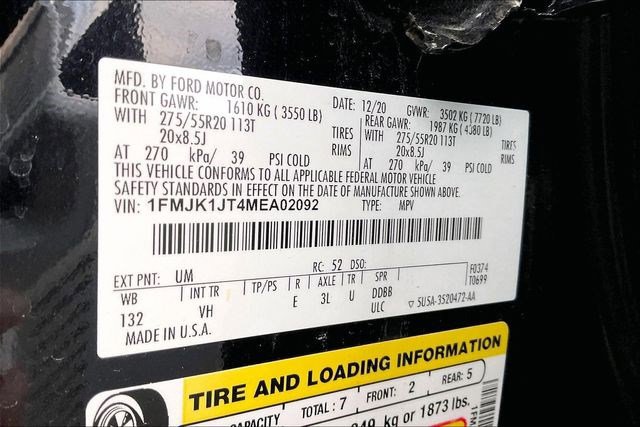 MFD. BY FORD MOTOR CO.
DATE: 12/20 GVWR: 3502 KG (7720 LB)
FRONT GAWR: 1610 KG (3550 LB) REAR GAWR: 1987 KG (4380 LB)
WITH 275/55R20 113T TIRES WITH 275/55R20 113T TIRES
20x8.5J RIMS 20x8.5J RIMS
AT 270 kPa/ 39 PSI COLD AT 270 kPa/ 39 PSI COLD
THIS VEHICLE CONFORMS TO ALL APPLICABLE FEDERAL MOTOR VEHICLE
SAFETY STANDARDS IN EFFECT ON THE DATE OF MANUFACTURE SHOWN ABOVE.
VIN: 1FMJK1JT4MEA02092 TYPE: MPV
EXT PNT: UM RC: 52 DSO: F0374
WB INT TR TP/PS R AXLE TR SPR T0699
132 VH E 3L U DDBB
ULC 5U5A-3520472-AA
MADE IN U.S.A.
TIRE AND LOADING INFORMATION
CAPACITY TOTAL: 7 FRONT: 2 REAR: 5
kg or 1873 lbs.
1FM